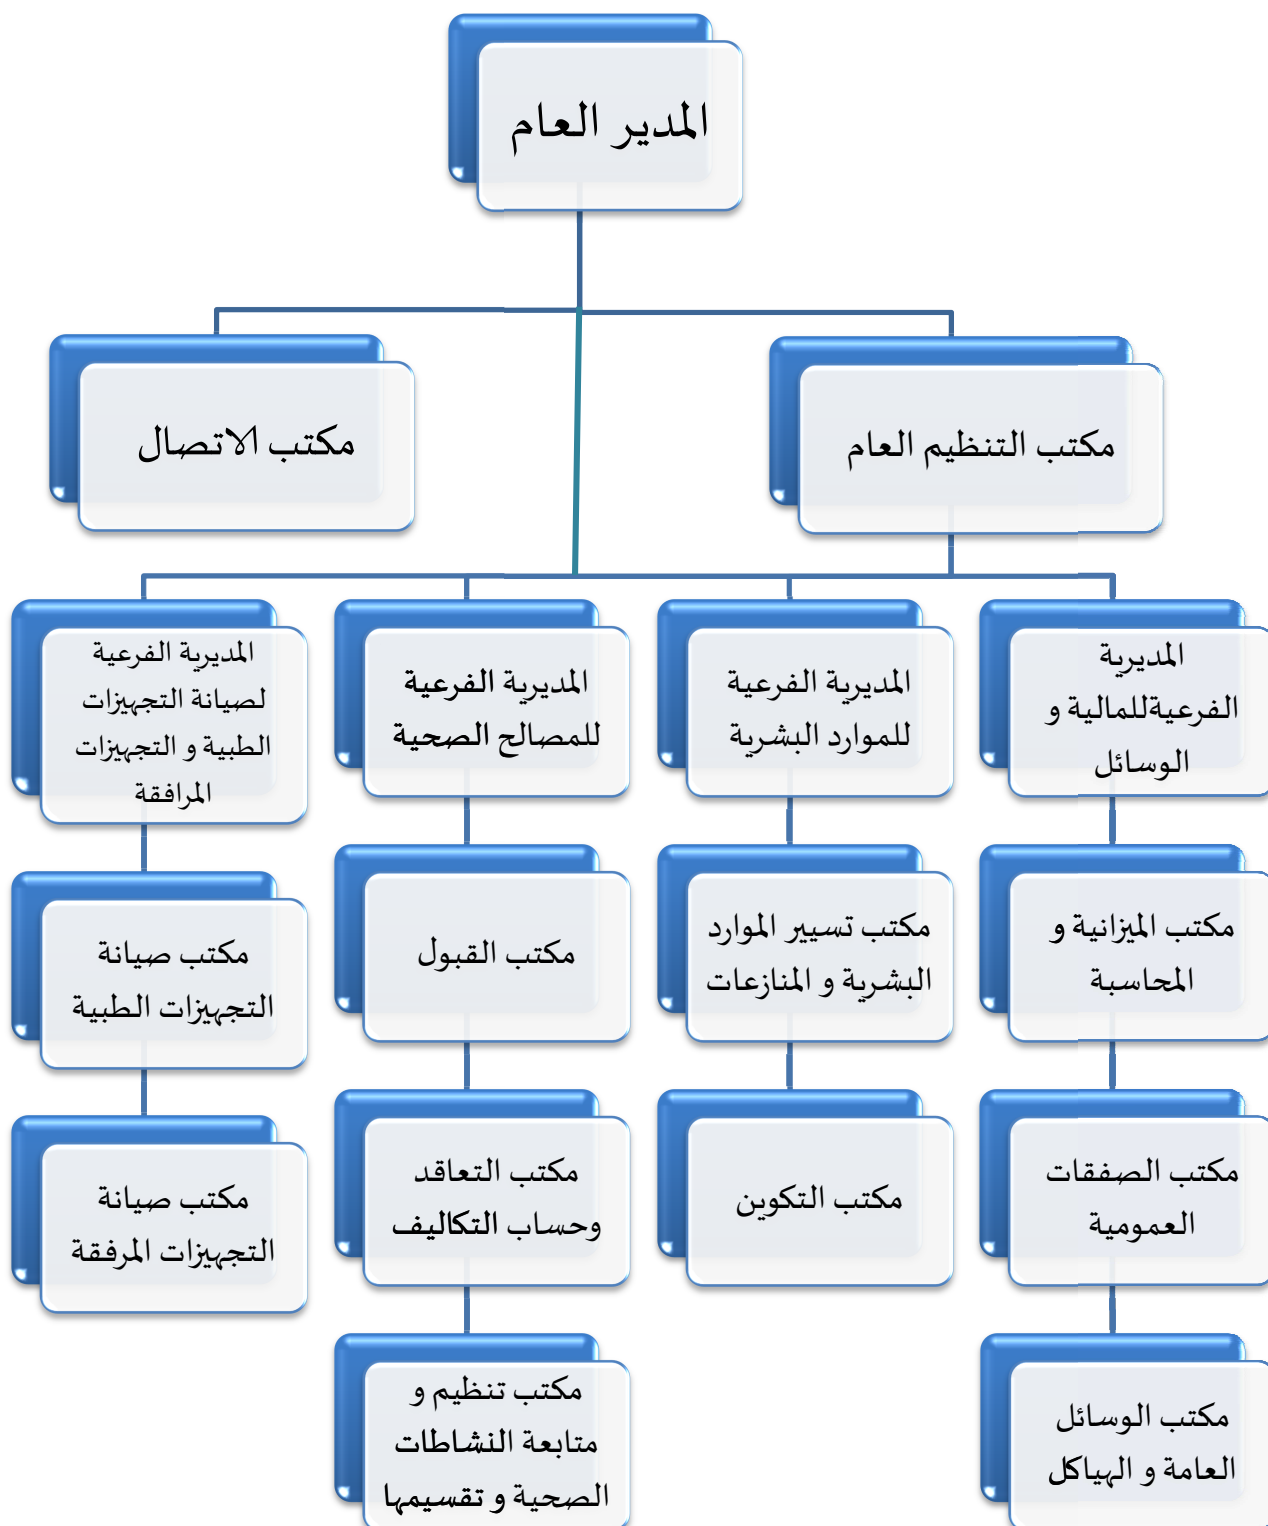 المدير العام
مكتب التنظيم العام
مكتب الاتصال
المديرية
الفرعيةللمالية و
الوسائل
المديرية الفرعية
للموارد البشرية
المديرية الفرعية
للمصالح الصحية
المديرية الفرعية
لصيانة التجهيزات
الطبية و التجهيزات
المرافقة
مكتب الميزانية و
المحاسبة
مكتب تسيير الموارد
البشرية و المنازعات
مكتب القبول
مكتب صيانة
التجهيزات الطبية
مكتب الصفقات
العمومية
مكتب التكوين
مكتب التعاقد
وحساب التكاليف
مكتب صيانة
التجهيزات المرفقة
مكتب الوسائل
العامة و الهياكل
مكتب تنظيم و
متابعة النشاطات
الصحية و تقسيمها